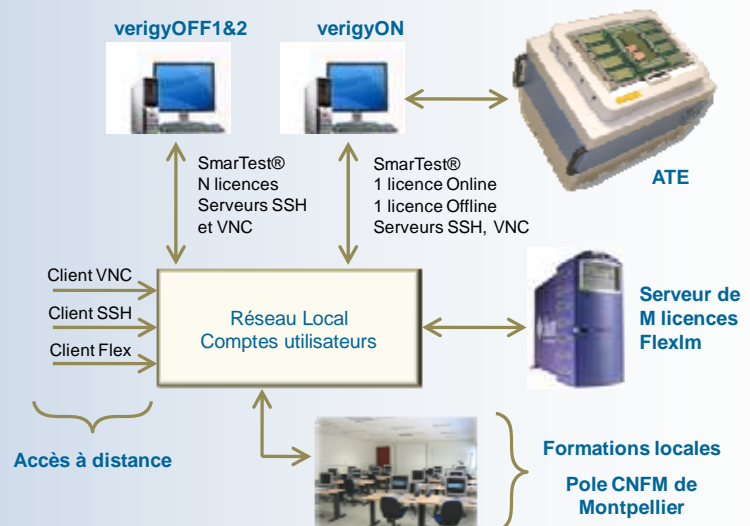 verigyOFF1&2
verigyON
SmarTest®
N licences
Serveurs SSH
et VNC
SmarTest®
1 licence Online
1 licence Offline
Serveurs SSH, VNC
ATE
Client VNC
Client SSH
Client Flex
Réseau Local
Comptes utilisateurs
Serveur de
M licences
Flexlm
Accès à distance
Formations locales
Pole CNFM de
Montpellier